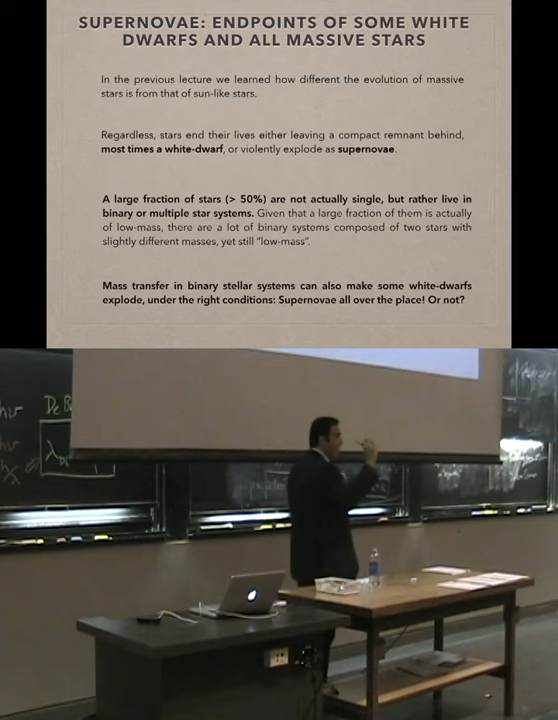 SUPERNOVAE: ENDPOINTS OF SOME WHITE
DWARFS AND ALL MASSIVE STARS
In the previous lecture we learned how different the evolution of massive
stars is from that of sun-like stars.
Regardless, stars end their lives either leaving a compact remnant behind,
most times a white-dwarf, or violently explode as supernovae.
A large fraction of stars (> 50%) are not actually single, but rather live in
binary or multiple star systems. Given that a large fraction of them is actually
of low-mass, there are a lot of binary systems composed of two stars with
slightly different masses, yet still "low-mass".
Mass transfer in binary stellar systems can also make some white-dwarfs
explode, under the right conditions: Supernovae all over the place! Or not?
hν De B
hν
λ